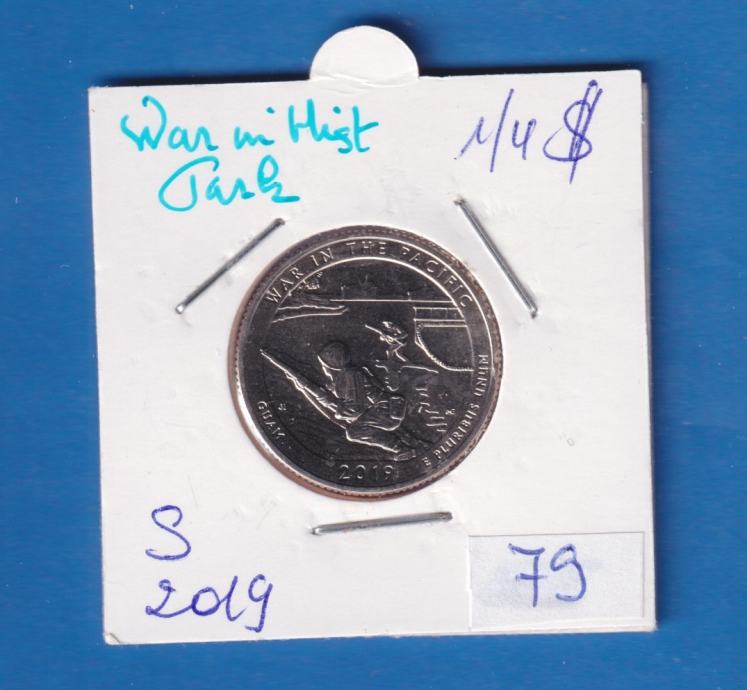 War in Hist
Park
1/4 $
WAR IN THE PACIFIC
GUAM
2019
E PLURIBUS UNUM
S
2019
79